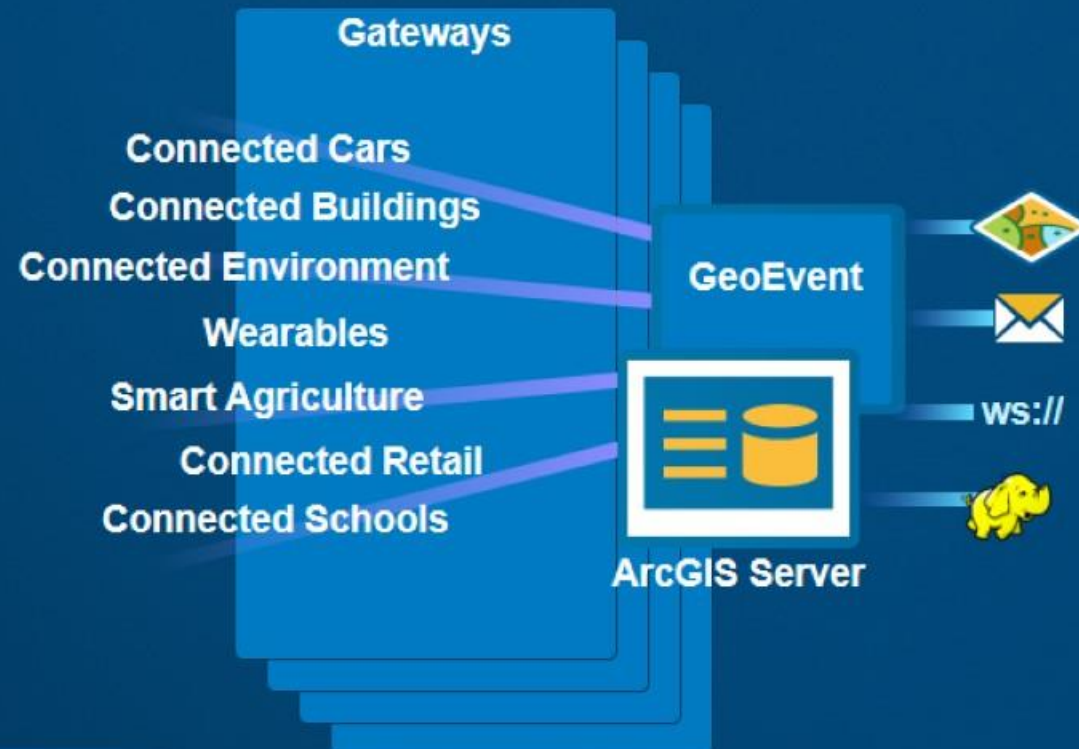 Gateways
Connected Cars
Connected Buildings
Connected Environment
Wearables
Smart Agriculture
Connected Retail
Connected Schools
GeoEvent
ArcGIS Server
ws://